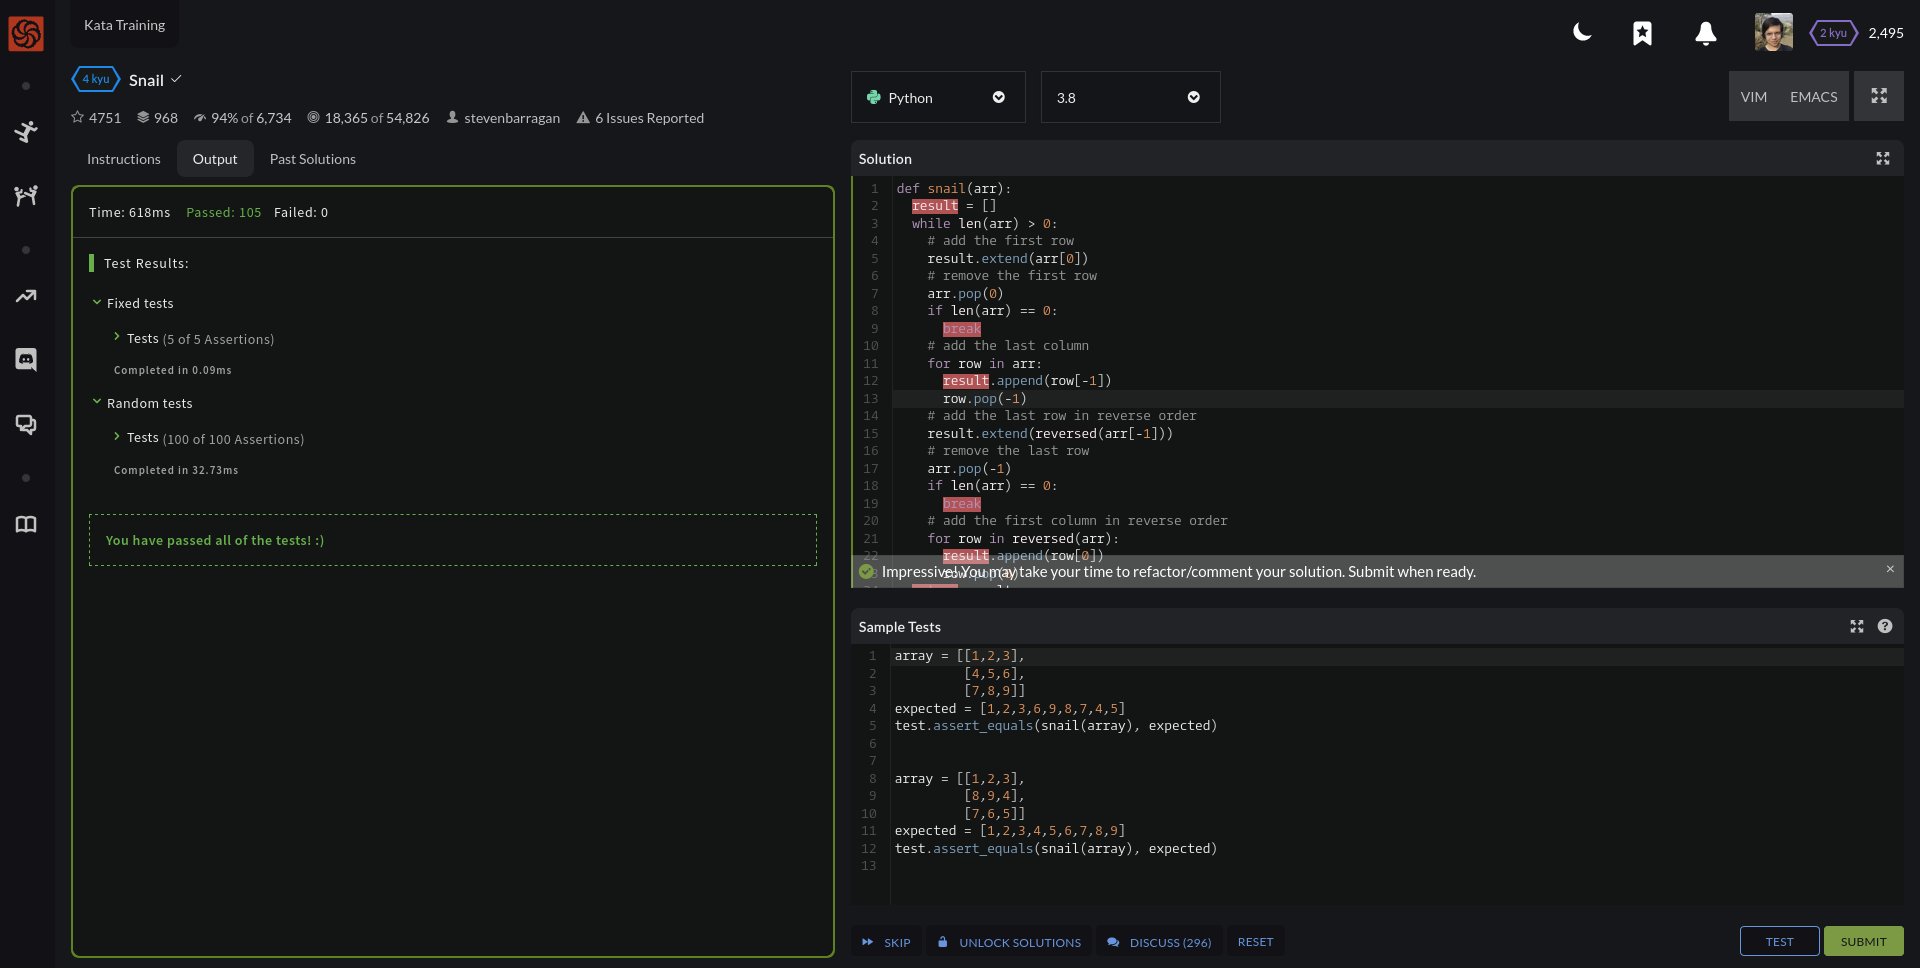 Kata Training
2 kyu 2,495
4 kyu Snail
4751 968 94% of 6,734 18,365 of 54,826 stevenbarragan 6 Issues Reported
Instructions Output Past Solutions
Time: 618ms Passed: 105 Failed: 0
Test Results:
Fixed tests
Tests (5 of 5 Assertions)
Completed in 0.09ms
Random tests
Tests (100 of 100 Assertions)
Completed in 32.73ms
You have passed all of the tests! :)
Python 3.8 VIM EMACS
Solution
1 def snail(arr):
2 result = []
3 while len(arr) > 0:
4 # add the first row
5 result.extend(arr[0])
6 # remove the first row
7 arr.pop(0)
8 if len(arr) == 0:
9 break
10 # add the last column
11 for row in arr:
12 result.append(row[-1])
13 row.pop(-1)
14 # add the last row in reverse order
15 result.extend(reversed(arr[-1]))
16 # remove the last row
17 arr.pop(-1)
18 if len(arr) == 0:
19 break
20 # add the first column in reverse order
21 for row in reversed(arr):
22 result.append(row[0])
Impressive! You may take your time to refactor/comment your solution. Submit when ready.
Sample Tests
1 array = [[1,2,3],
2 [4,5,6],
3 [7,8,9]]
4 expected = [1,2,3,6,9,8,7,4,5]
5 test.assert_equals(snail(array), expected)
6
7
8 array = [[1,2,3],
9 [8,9,4],
10 [7,6,5]]
11 expected = [1,2,3,4,5,6,7,8,9]
12 test.assert_equals(snail(array), expected)
13
SKIP UNLOCK SOLUTIONS DISCUSS (296) RESET TEST SUBMIT